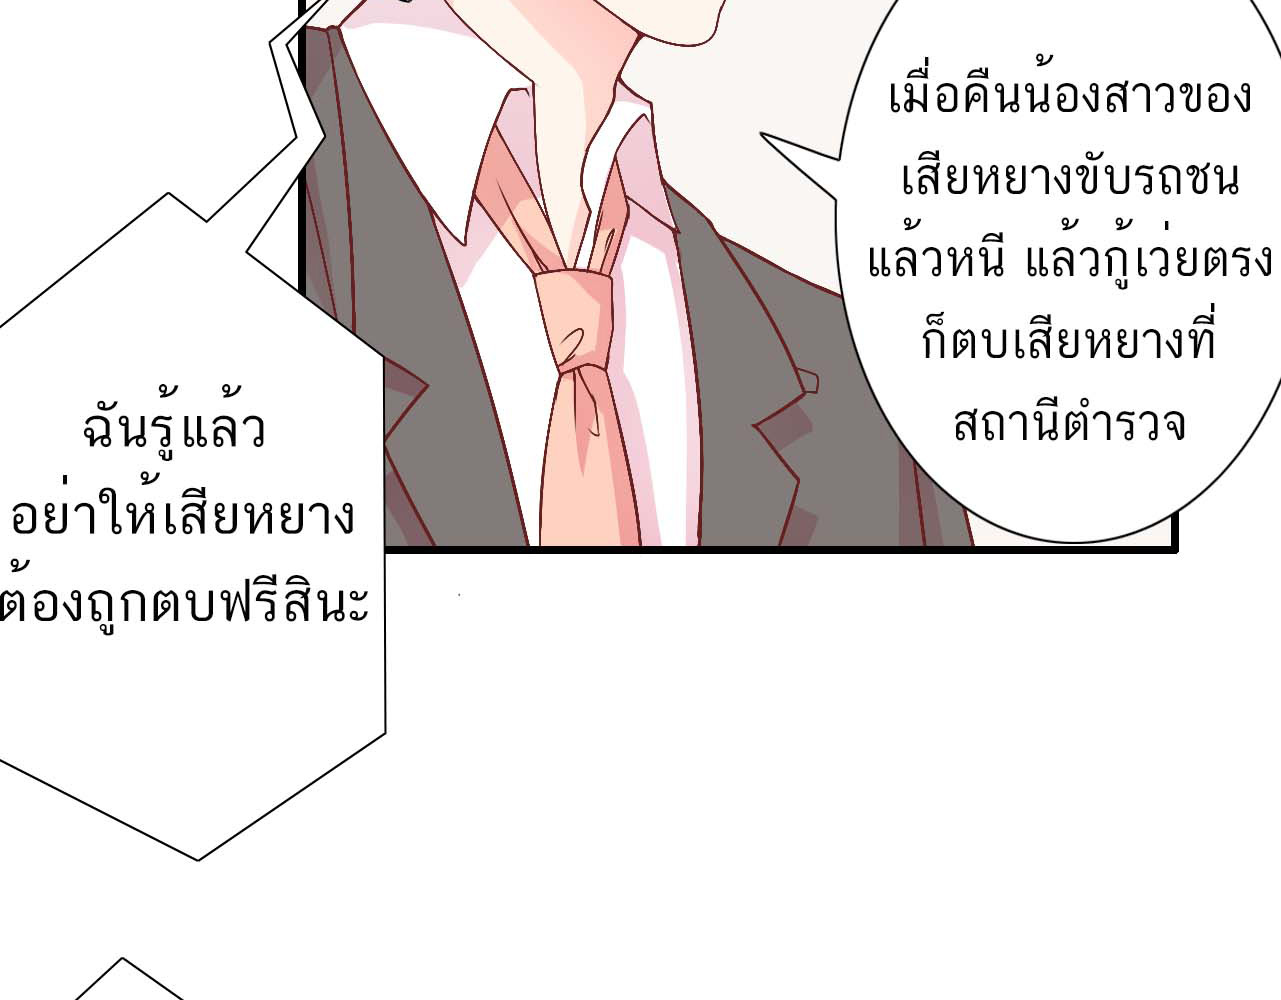 เมื่อคืนน้องสาวของ
เสียหยางขับรถชน
แล้วหนี แล้วกู้เว่ยตรง
ก็ตบเสียหยางที่
สถานีตำรวจ
ฉันรู้แล้ว
อย่าให้เสียหยาง
ต้องถูกตบฟรีสินะ